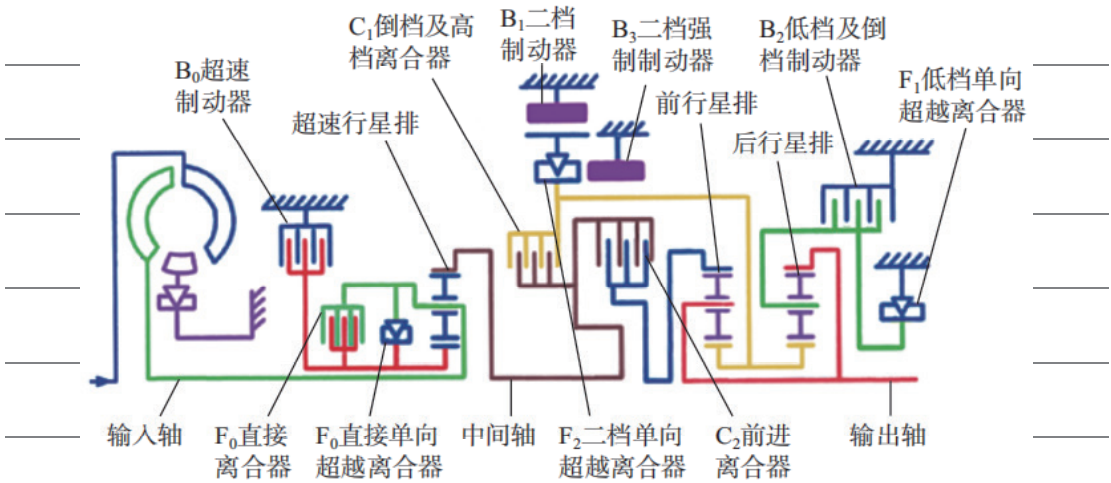 C₁倒档及高
档离合器
B₁二档
制动器
B₃二档强
制制动器
B₂低档及倒
档制动器
F₁低档单向
超越离合器
B₀超速
制动器
超速行星排
前行星排
后行星排
输入轴
F₀直接
离合器
F₀直接单向
超越离合器
中间轴
F₂二档单向
超越离合器
C₂前进
离合器
输出轴